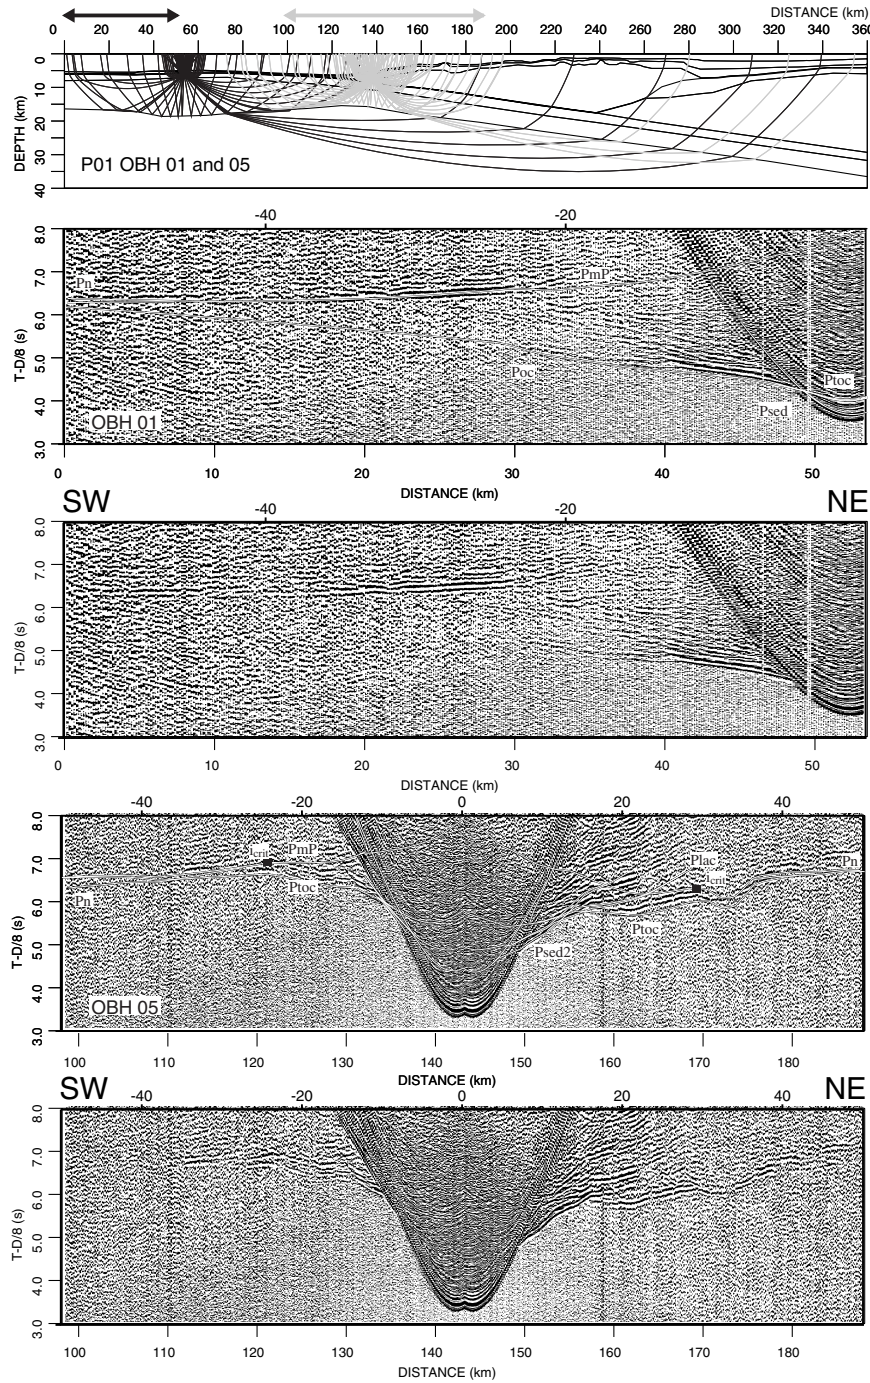 DISTANCE (km)
0 20 40 60 80 100 120 140 160 180 200 220 240 260 280 300 320 340 360
DEPTH (km)
0
10
20
30
40
P01 OBH 01 and 05
-40 -20
T-D/8 (s)
8.0
7.0
6.0
5.0
4.0
3.0
Pn
PmP
Poc
Ptoc
Psed
OBH 01
0 10 20 30 40 50
DISTANCE (km)
SW NE
-40 -20
T-D/8 (s)
8.0
7.0
6.0
5.0
4.0
3.0
0 10 20 30 40 50
DISTANCE (km)
-40 -20 0 20 40
T-D/8 (s)
8.0
7.0
6.0
5.0
4.0
3.0
icrit PmP
Plac
icrit
Pn
Ptoc
Pn
Ptoc
Psed2
OBH 05
100 110 120 130 140 150 160 170 180
DISTANCE (km)
SW NE
-40 -20 0 20 40
T-D/8 (s)
8.0
7.0
6.0
5.0
4.0
3.0
100 110 120 130 140 150 160 170 180
DISTANCE (km)